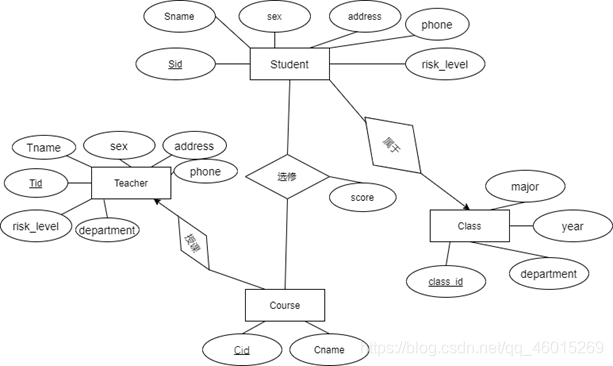 Sname
sex
address
phone
Sid
Student
risk_level
属于
Tname
sex
address
phone
Tid
Teacher
选修
score
risk_level
department
授课
major
Class
year
class_id
department
Course
Cid
Cname
https://blog.csdn.net/qq_46015269